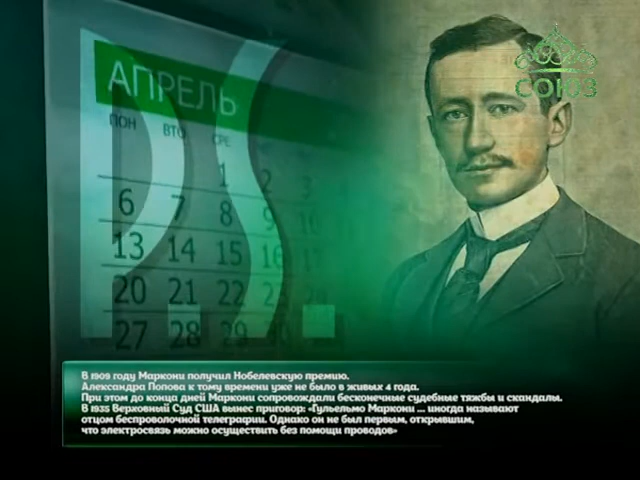 СОЮЗ
P.S.
АПРЕЛЬ
ПОН ВТО СРЕ
1 2 3
6 7 8 9 10
13 14 15 16
20 21 22 23
27 28 29
В 1909 году Маркони получил Нобелевскую премию.
Александра Попова к тому времени уже не было в живых 4 года.
При этом до конца дней Маркони сопровождали бесконечные судебные тяжбы и скандалы.
В 1935 Верховный Суд США вынес приговор: «Гульельмо Маркони ... иногда называют
отцом беспроволочной телеграфии. Однако он не был первым, открывшим,
что электросвязь можно осуществить без помощи проводов»